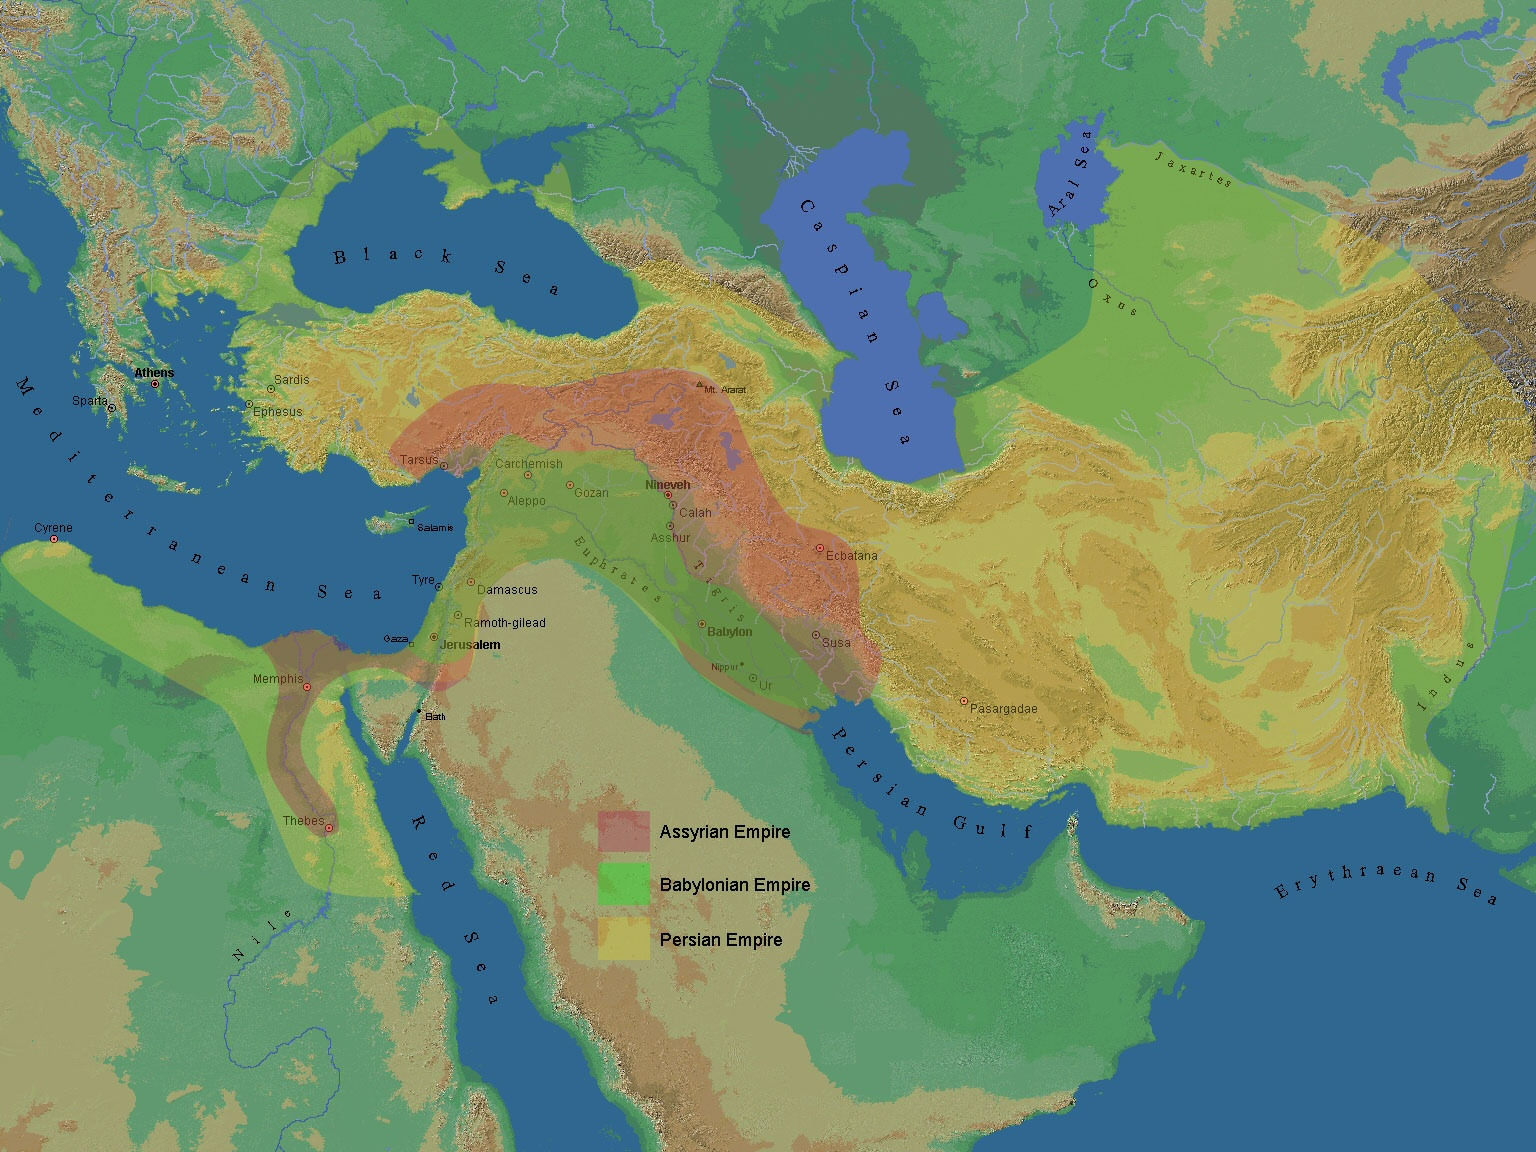 Black Sea
Caspian Sea
Aral Sea
Jaxartes
Oxus
Athens
Sparta
Sardis
Ephesus
Mt. Ararat
Mediterranean Sea
Tarsus
Carchemish
Aleppo
Gozan
Nineveh
Calah
Asshur
Ecbatana
Cyrene
Salamis
Euphrates
Tigris
Tyre
Damascus
Ramoth-gilead
Babylon
Susa
Gaza
Jerusalem
Nippur
Ur
Memphis
Bath
Pasargadae
Indus
Persian Gulf
Thebes
Red Sea
Nile
Erythraean Sea
Assyrian Empire
Babylonian Empire
Persian Empire